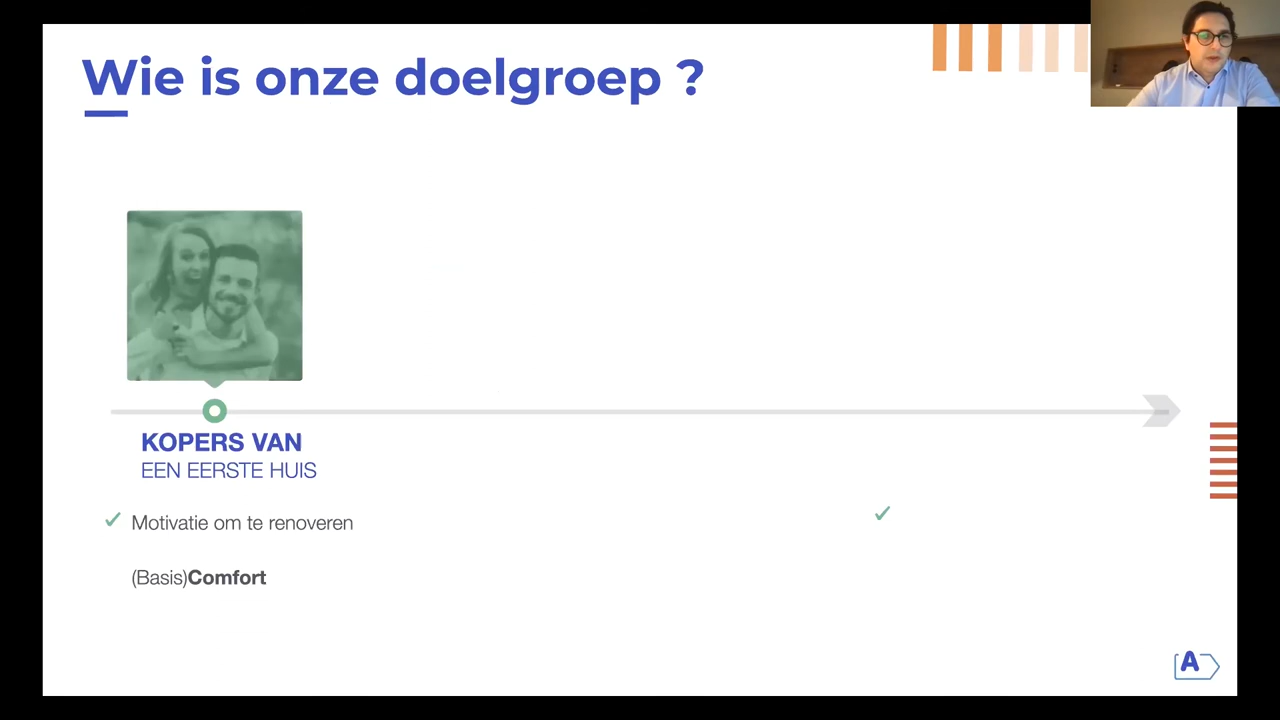 Wie is onze doelgroep ?
KOPERS VAN
EEN EERSTE HUIS
✓ Motivatie om te renoveren
✓
(Basis)Comfort
A